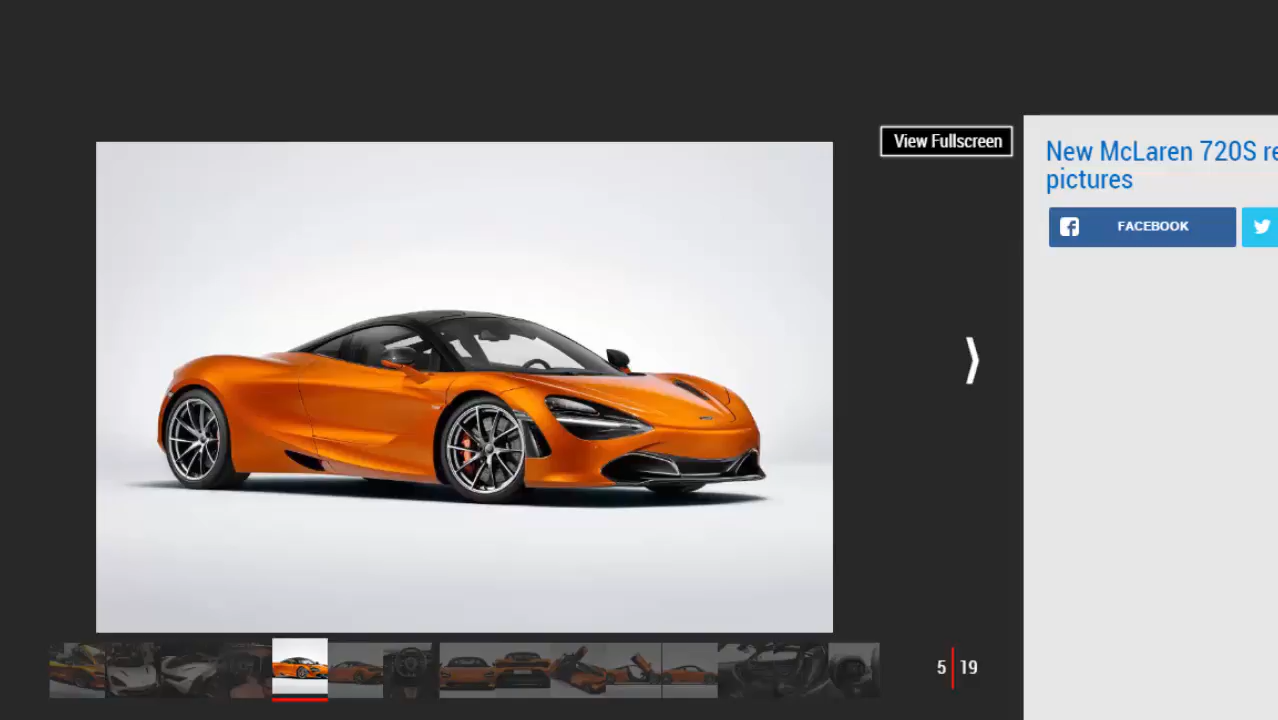 View Fullscreen
New McLaren 720S re
pictures
FACEBOOK
5 19